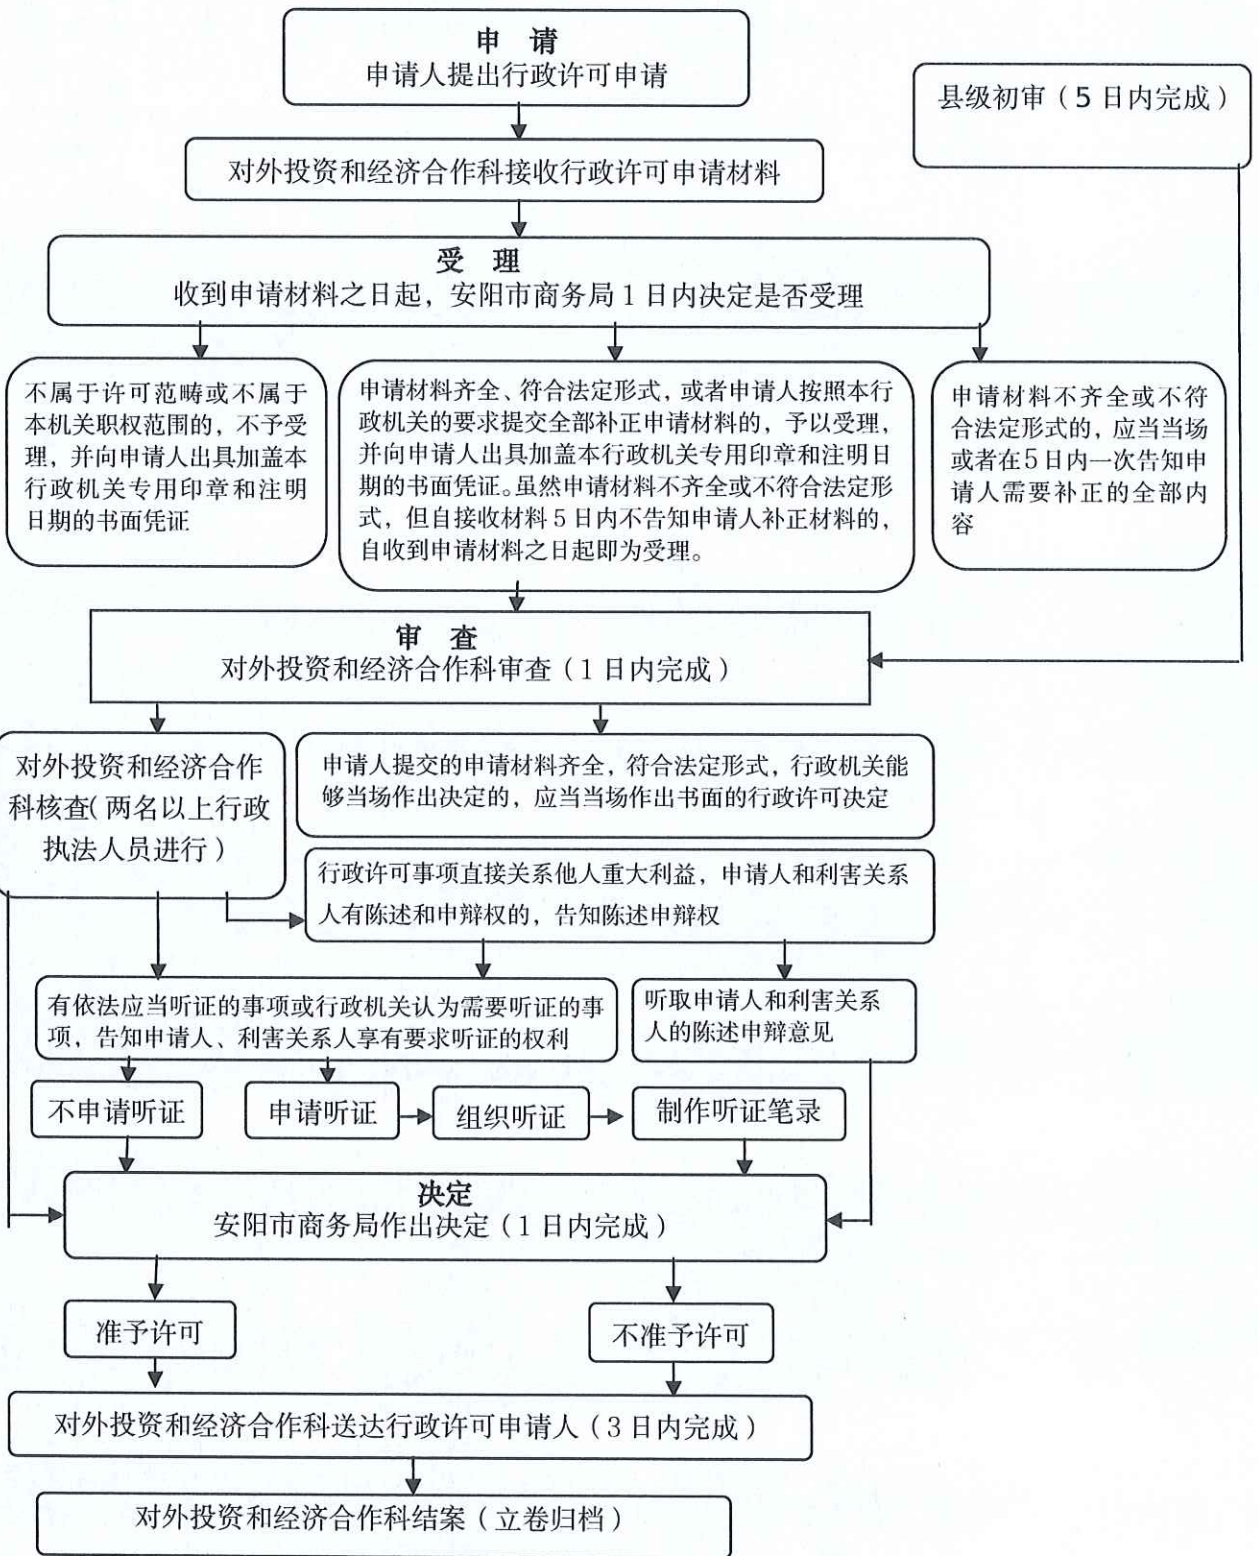 申 请
申请人提出行政许可申请
县级初审（5 日内完成）
对外投资和经济合作科接收行政许可申请材料
受 理
收到申请材料之日起，安阳市商务局 1 日内决定是否受理
不属于许可范畴或不属于
本机关职权范围的，不予受
理，并向申请人出具加盖本
行政机关专用印章和注明
日期的书面凭证
申请材料齐全、符合法定形式，或者申请人按照本行
政机关的要求提交全部补正申请材料的，予以受理，
并向申请人出具加盖本行政机关专用印章和注明日
期的书面凭证。虽然申请材料不齐全或不符合法定形
式，但自接收材料 5 日内不告知申请人补正材料的，
自收到申请材料之日起即为受理。
申请材料不齐全或不符
合法定形式的，应当当场
或者在5日内一次告知申
请人需要补正的全部内
容
审 查
对外投资和经济合作科审查（1 日内完成）
对外投资和经济合作
科核查（两名以上行政
执法人员进行）
申请人提交的申请材料齐全，符合法定形式，行政机关能
够当场作出决定的，应当当场作出书面的行政许可决定
行政许可事项直接关系他人重大利益，申请人和利害关系
人有陈述和申辩权的，告知陈述申辩权
有依法应当听证的事项或行政机关认为需要听证的事
项，告知申请人、利害关系人享有要求听证的权利
听取申请人和利害关系
人的陈述申辩意见
不申请听证
申请听证
组织听证
制作听证笔录
决定
安阳市商务局作出决定（1 日内完成）
准予许可
不准予许可
对外投资和经济合作科送达行政许可申请人（3 日内完成）
对外投资和经济合作科结案（立卷归档）